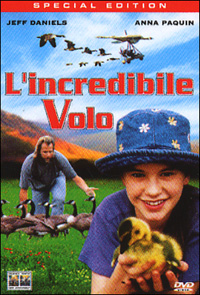 SPECIAL EDITION
JEFF DANIELS ANNA PAQUIN
L'incredibile
Volo
DVD